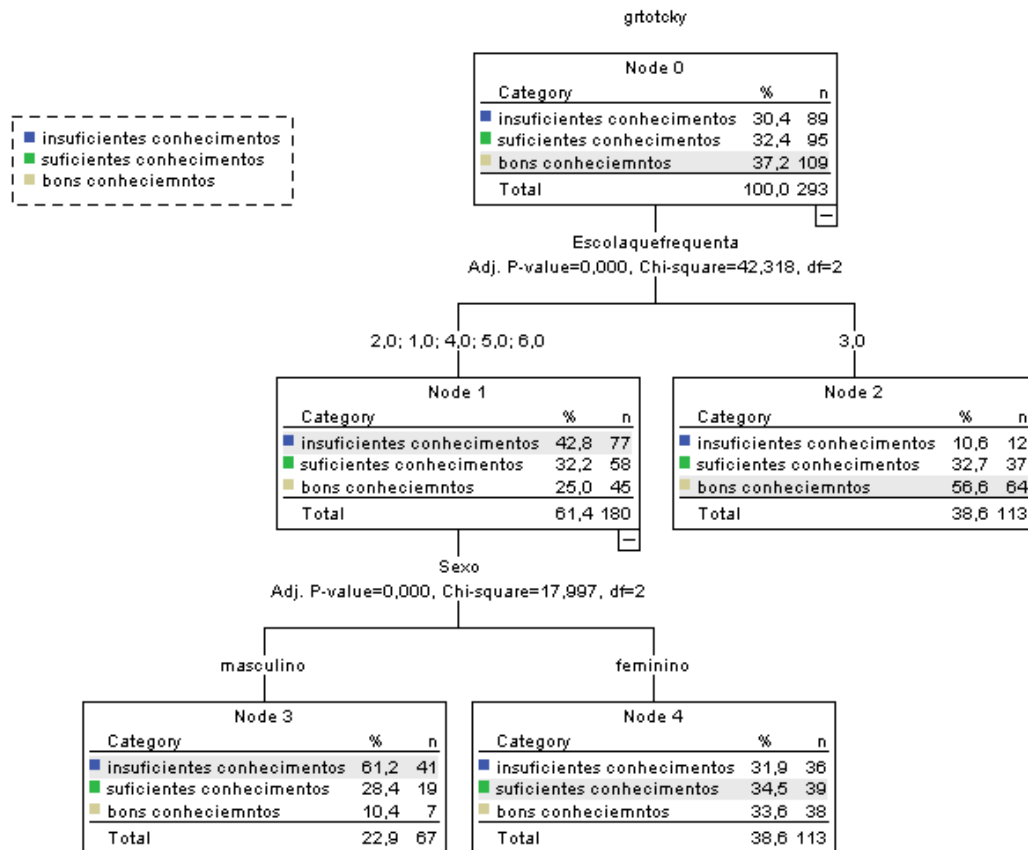 grtotcky
Node 0
Category % n
insuficientes conhecimentos 30,4 89
suficientes conhecimentos 32,4 95
bons conheciemntos 37,2 109
Total 100,0 293
insuficientes conhecimentos
suficientes conhecimentos
bons conheciemntos
Escolaquefrequenta
Adj. P-value=0,000, Chi-square=42,318, df=2
2,0; 1,0; 4,0; 5,0; 6,0
3,0
Node 1
Category % n
insuficientes conhecimentos 42,8 77
suficientes conhecimentos 32,2 58
bons conheciemntos 25,0 45
Total 61,4 180
Node 2
Category % n
insuficientes conhecimentos 10,6 12
suficientes conhecimentos 32,7 37
bons conheciemntos 56,6 64
Total 38,6 113
Sexo
Adj. P-value=0,000, Chi-square=17,997, df=2
masculino
feminino
Node 3
Category % n
insuficientes conhecimentos 61,2 41
suficientes conhecimentos 28,4 19
bons conheciemntos 10,4 7
Total 22,9 67
Node 4
Category % n
insuficientes conhecimentos 31,9 36
suficientes conhecimentos 34,5 39
bons conheciemntos 33,6 38
Total 38,6 113